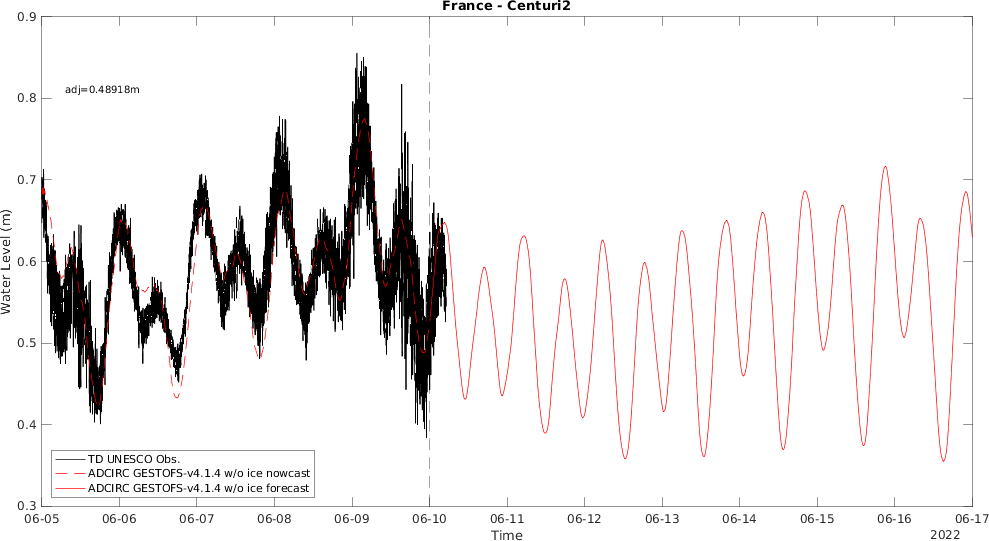 France - Centuri2
0.9
0.8
0.7
0.6
0.5
0.4
0.3
Water Level (m)
adj=0.48918m
TD UNESCO Obs.
ADCIRC GESTOFS-v4.1.4 w/o ice nowcast
ADCIRC GESTOFS-v4.1.4 w/o ice forecast
06-05 06-06 06-07 06-08 06-09 06-10 06-11 06-12 06-13 06-14 06-15 06-16 06-17
Time
2022